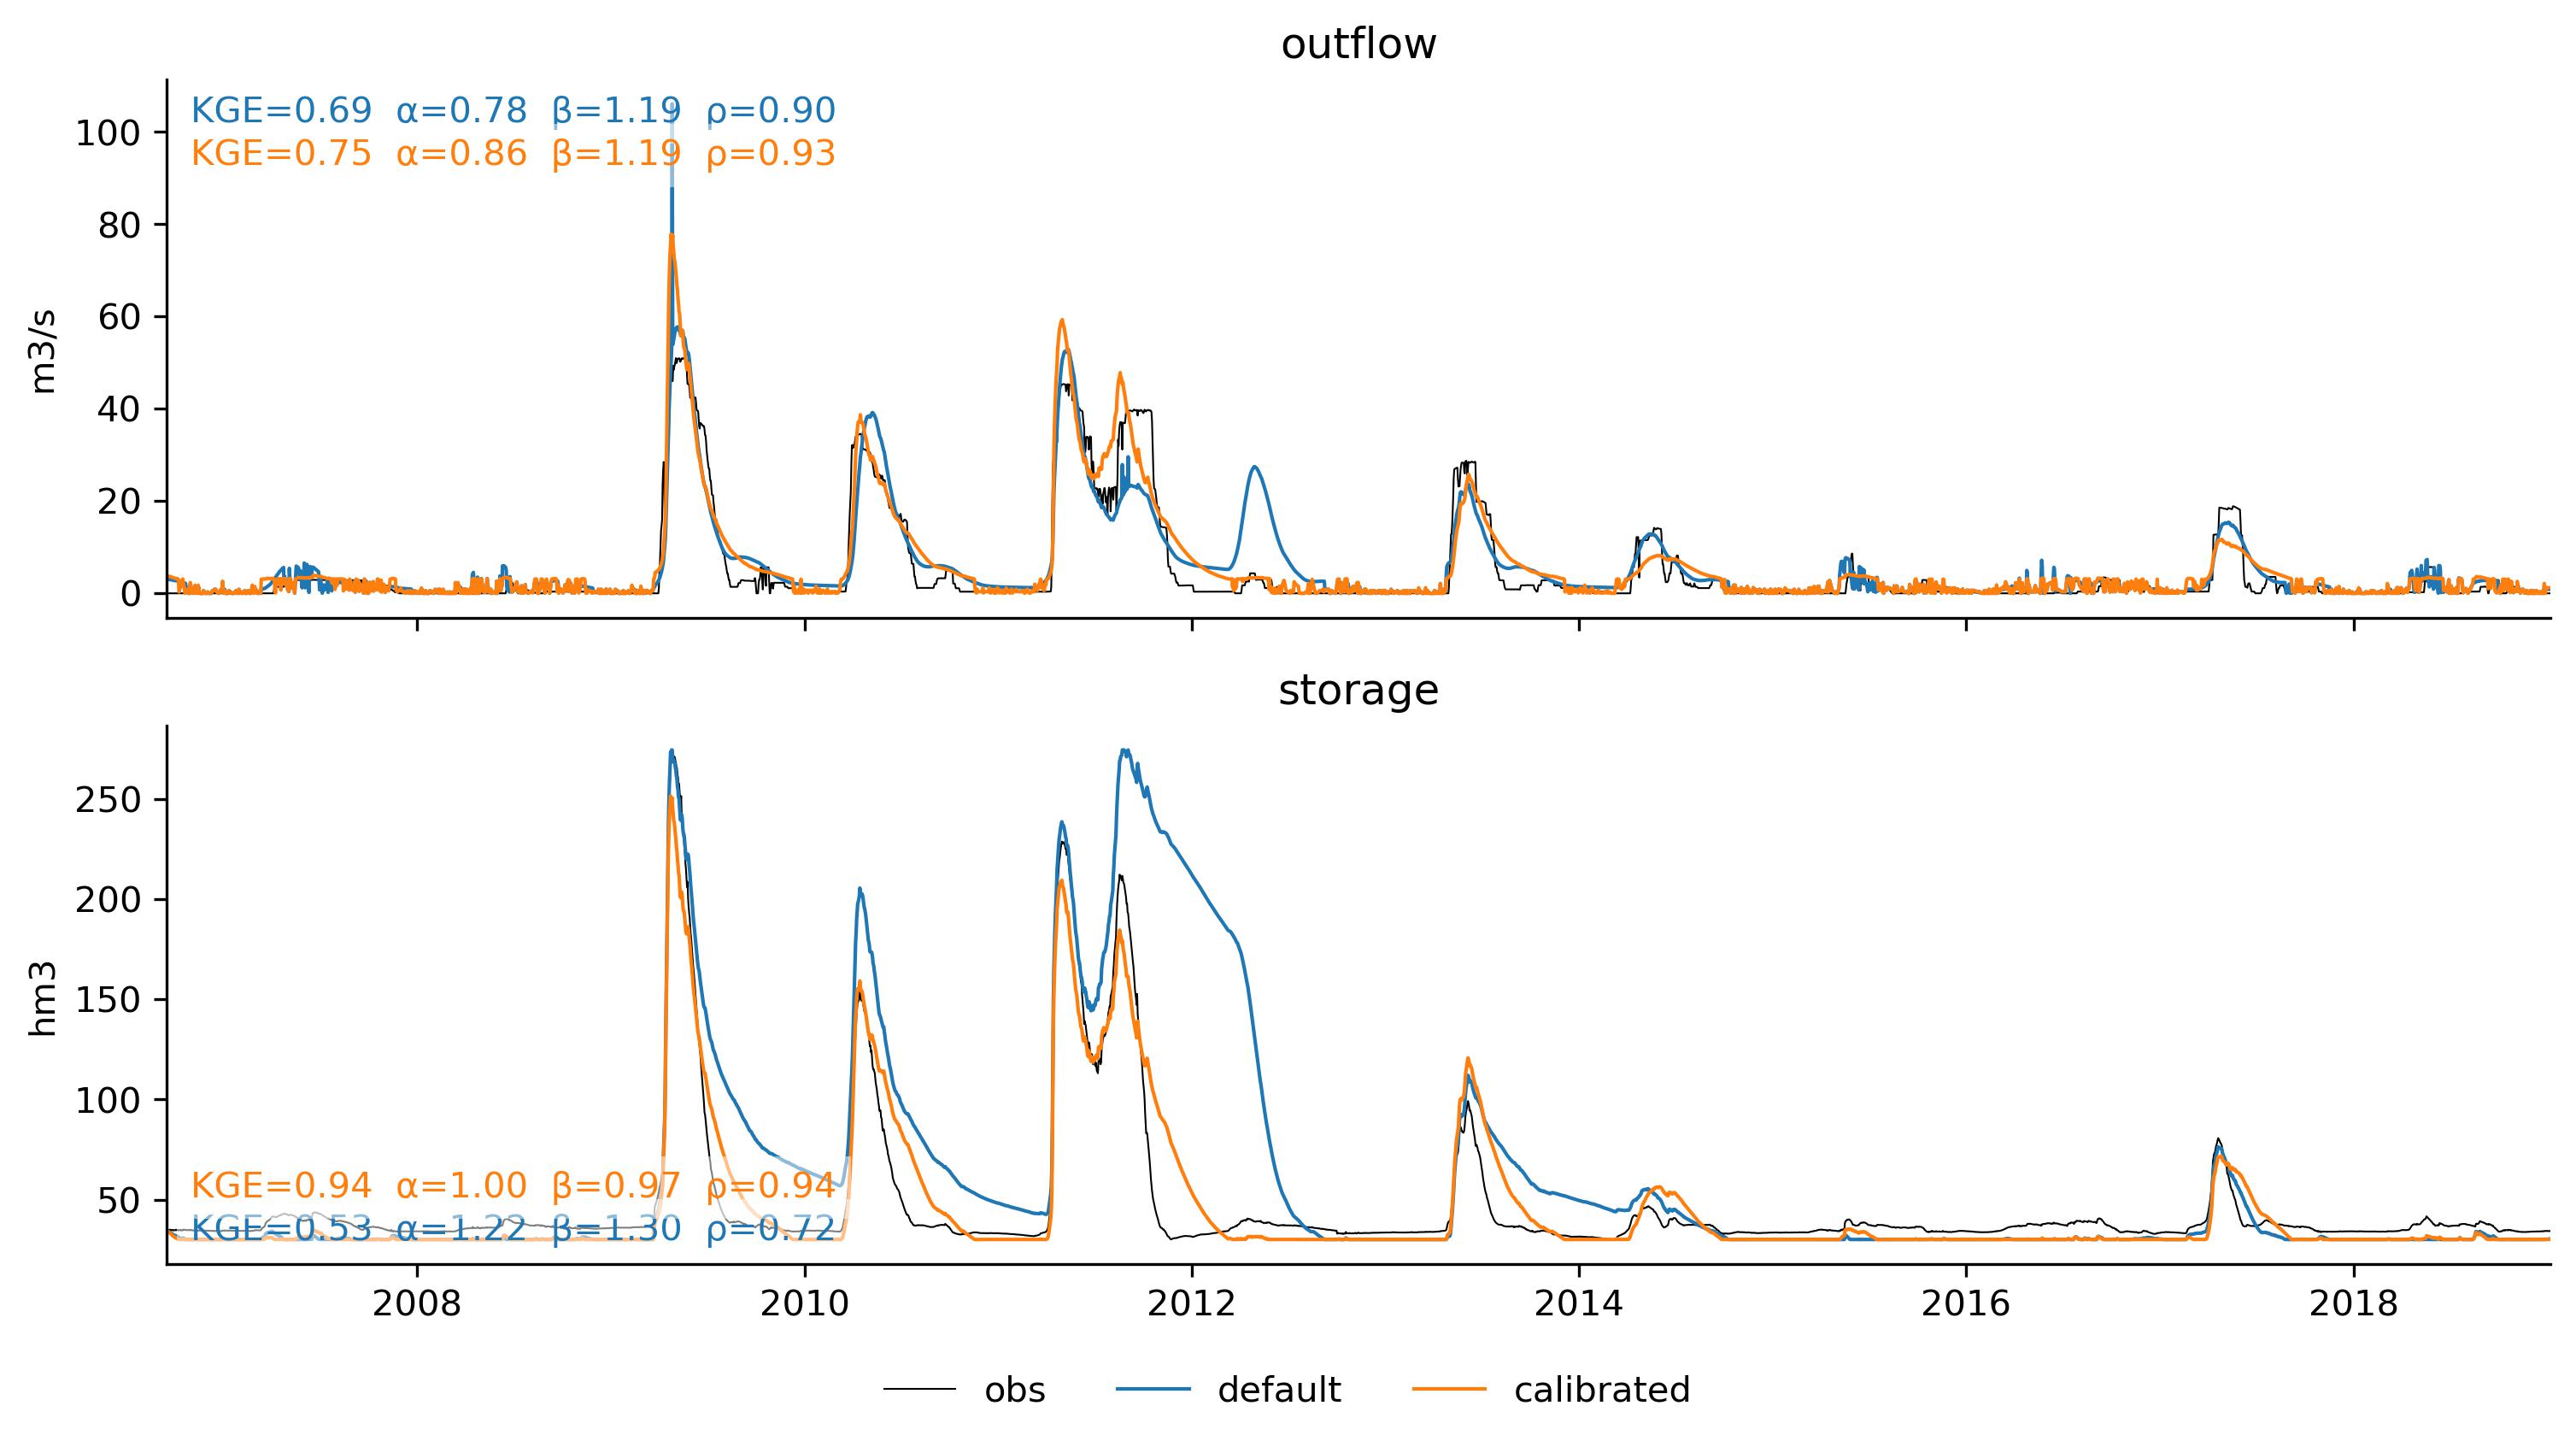 outflow
KGE=0.69 α=0.78 β=1.19 ρ=0.90
KGE=0.75 α=0.86 β=1.19 ρ=0.93
100
80
60
40
20
0
m3/s
storage
250
200
150
100
50
hm3
KGE=0.94 α=1.00 β=0.97 ρ=0.94
KGE=0.53 α=1.22 β=1.30 ρ=0.72
2008 2010 2012 2014 2016 2018
obs default calibrated